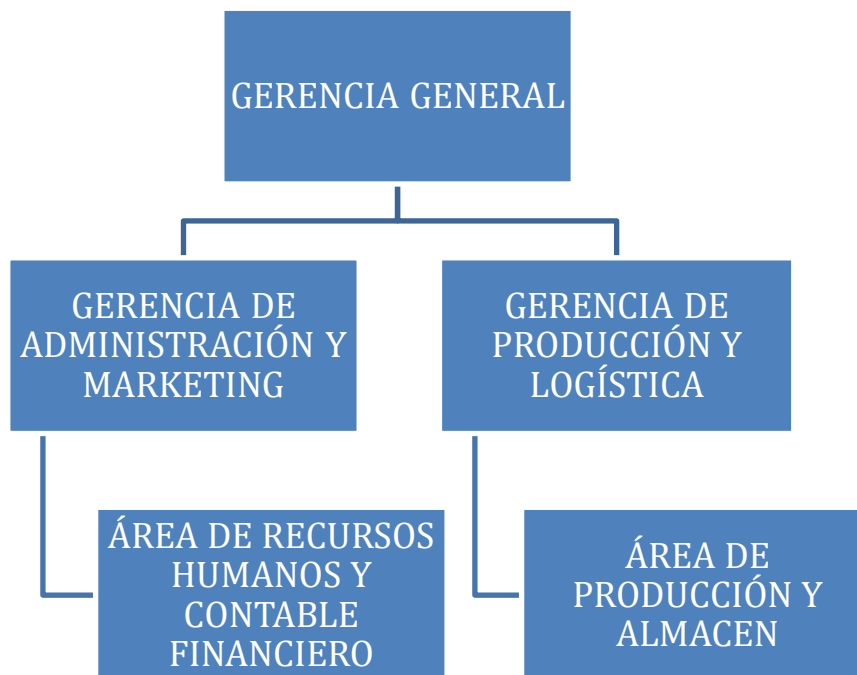 GERENCIA GENERAL
GERENCIA DE
ADMINISTRACIÓN Y
MARKETING
GERENCIA DE
PRODUCCIÓN Y
LOGÍSTICA
ÁREA DE RECURSOS
HUMANOS Y
CONTABLE
FINANCIERO
ÁREA DE
PRODUCCIÓN Y
ALMACEN